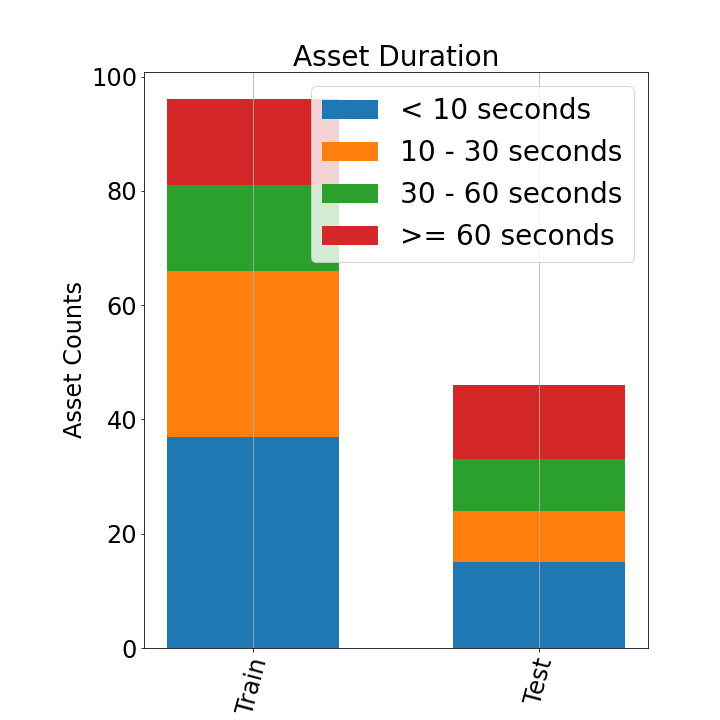 Asset Duration
100
80
60
40
20
0
Asset Counts
< 10 seconds
10 - 30 seconds
30 - 60 seconds
>= 60 seconds
Train
Test